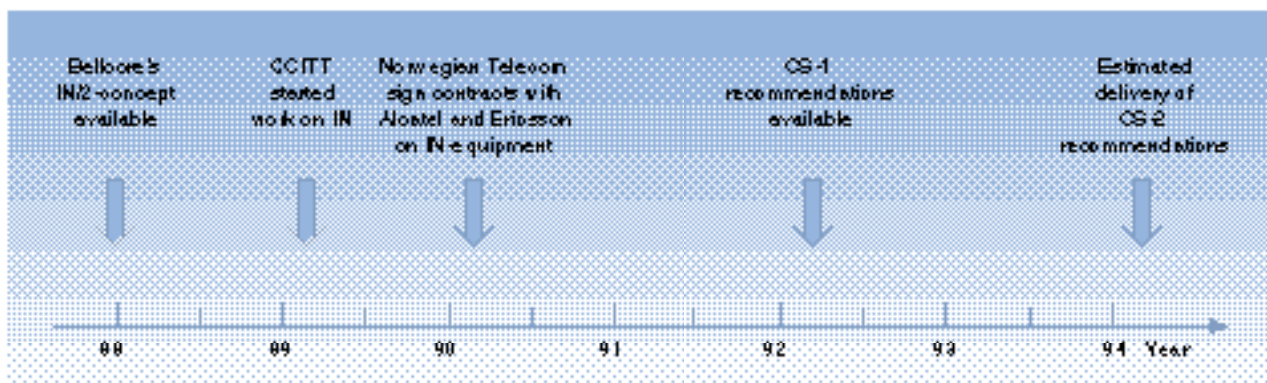 Bellcore's
IN/2-concept
available
CCITT
started
work on IN
Norwegian Telecom
sign contracts with
Alcatel and Ericsson
on IN-equipment
CS-1
recommendations
available
Estimated
delivery of
CS-2
recommendations
88 89 90 91 92 93 94 Year